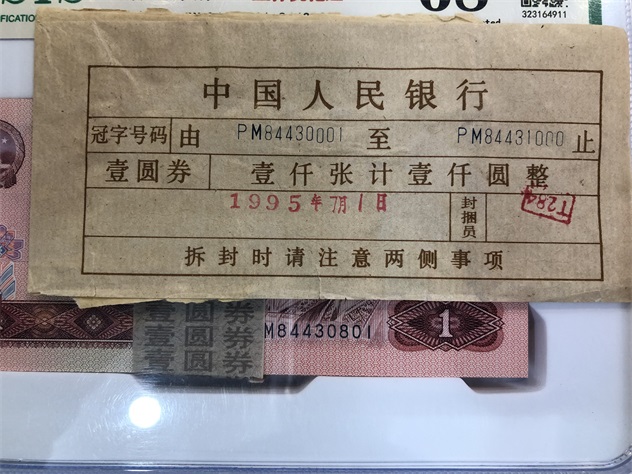 323164911
中国人民银行
冠字号码 由 PM84430001 至 PM84431000 止
壹圆券 壹仟张计壹仟圆整
1995年7月1日 封捆员 T284
拆封时请注意两侧事项
壹圆券
壹圆券
壹圆券
M84430801
1